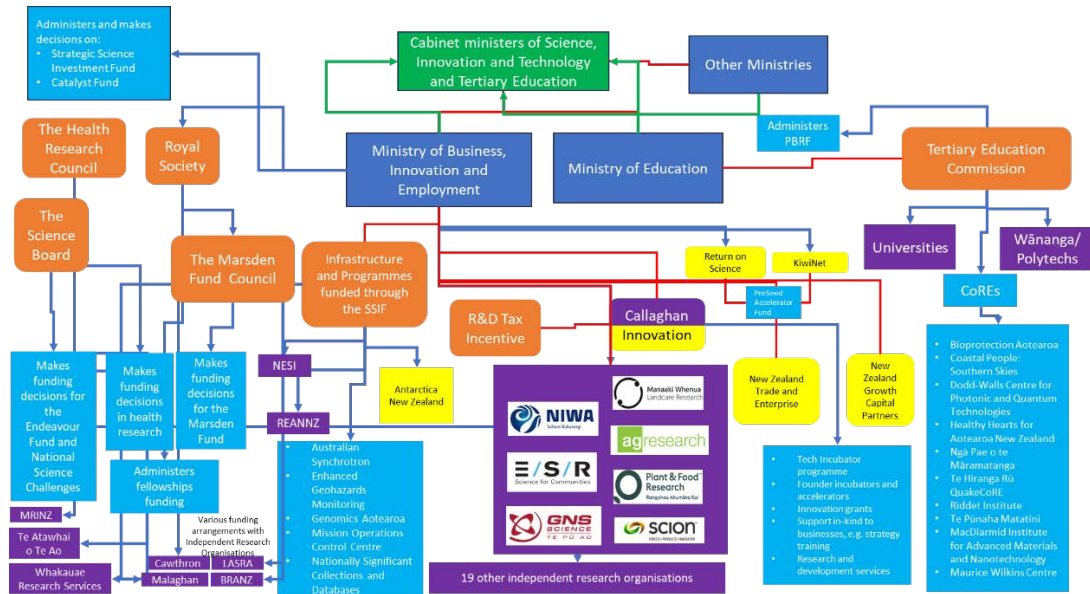 Administers and makes
decisions on:
• Strategic Science
Investment Fund
• Catalyst Fund
Cabinet ministers of Science,
Innovation and Technology
and Tertiary Education
Other Ministries
Administers
PBRF
The Health
Research
Council
Royal
Society
Ministry of Business,
Innovation and
Employment
Ministry of Education
Tertiary Education
Commission
The
Science
Board
The Marsden
Fund Council
Infrastructure
and Programmes
funded through
the SSIF
Return on
Science
KiwiNet
Universities
Wānanga/
Polytechs
PreSeed
Accelerator
Fund
CoREs
R&D Tax
Incentive
Callaghan
Innovation
Makes
funding
decisions for
the
Endeavour
Fund and
National
Science
Challenges
Makes
funding
decisions
in health
research
Makes
funding
decisions
for the
Marsden
Fund
NESI
Antarctica
New Zealand
REANNZ
Administers
fellowships
funding
New Zealand
Trade and
Enterprise
New
Zealand
Growth
Capital
Partners
Manaaki Whenua
Landcare Research
NIWA
Taihoro Nukurangi
agresearch
E/S/R
Science for Communities
Plant & Food
Research
Rangahau Ahumāra Kai
GNS
SCIENCE
TE PŪ AO
SCION
19 other independent research organisations
• Australian
Synchrotron
• Enhanced
Geohazards
Monitoring
• Genomics Aotearoa
• Mission Operations
Control Centre
• Nationally Significant
Collections and
Databases
MRINZ
Te Atawhai
o Te Ao
Whakauae
Research Services
Various funding
arrangements with
Independent Research
Organisations
Cawthron
LASRA
Malaghan
BRANZ
• Tech Incubator
programme
• Founder incubators and
accelerators
• Innovation grants
• Support in-kind to
businesses, e.g. strategy
training
• Research and
development services
• Bioprotection Aotearoa
• Coastal People:
Southern Skies
• Dodd-Walls Centre for
Photonic and Quantum
Technologies
• Healthy Hearts for
Aotearoa New Zealand
• Ngā Pae o te
Māramatanga
• Te Hiranga Rū
QuakeCoRE
• Riddet Institute
• Te Pūnaha Matatini
• MacDiarmid Institute
for Advanced Materials
and Nanotechnology
• Maurice Wilkins Centre